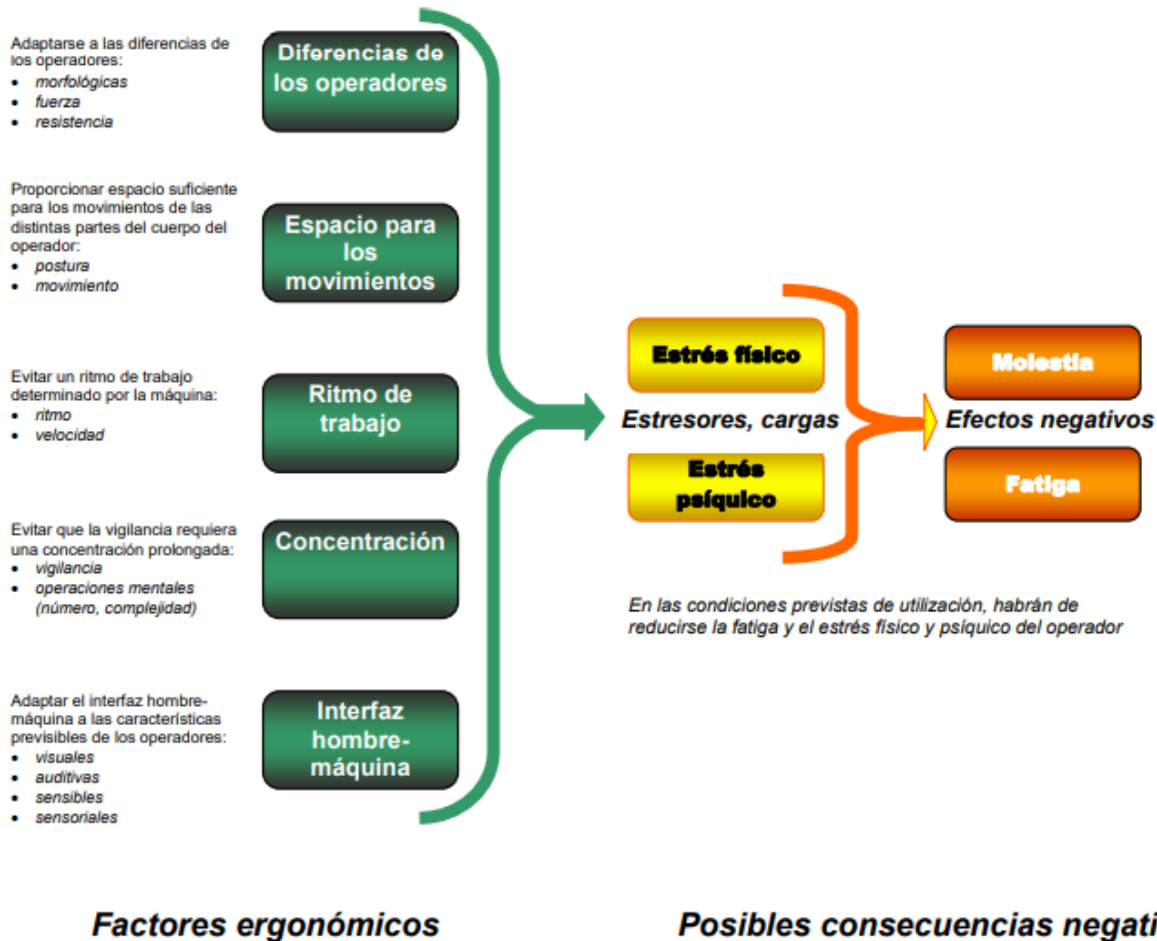 Adaptarse a las diferencias de
los operadores:
• morfológicas
• fuerza
• resistencia
Diferencias de
los operadores
Proporcionar espacio suficiente
para los movimientos de las
distintas partes del cuerpo del
operador:
• postura
• movimiento
Espacio para
los
movimientos
Evitar un ritmo de trabajo
determinado por la máquina:
• ritmo
• velocidad
Ritmo de
trabajo
Evitar que la vigilancia requiera
una concentración prolongada:
• vigilancia
• operaciones mentales
(número, complejidad)
Concentración
Adaptar el interfaz hombre-
máquina a las características
previsibles de los operadores:
• visuales
• auditivas
• sensibles
• sensoriales
Interfaz
hombre-
máquina
Estrés físico
Estresores, cargas
Estrés
psíquico
Molestia
Efectos negativos
Fatiga
En las condiciones previstas de utilización, habrán de
reducirse la fatiga y el estrés físico y psíquico del operador
Factores ergonómicos
Posibles consecuencias negati